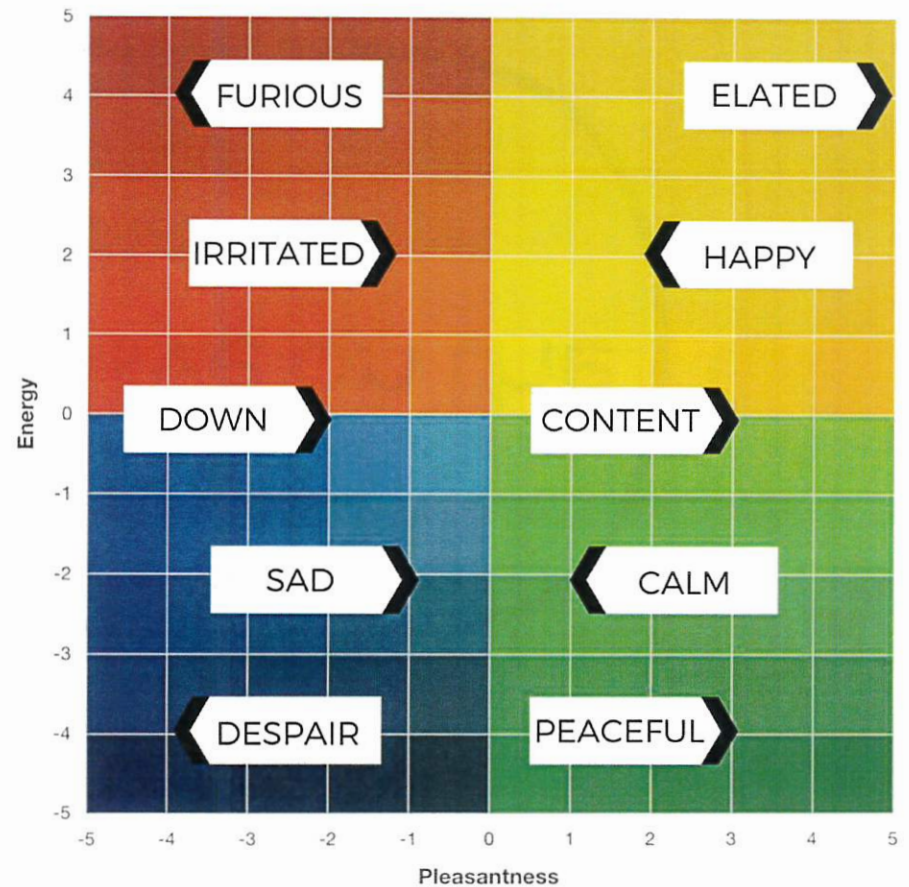 5
FURIOUS ELATED
4
3
IRRITATED HAPPY
2
1
Energy
0
DOWN CONTENT
-1
-2
SAD CALM
-3
DESPAIR PEACEFUL
-4
-5
-5 -4 -3 -2 -1 0 1 2 3 4 5
Pleasantness